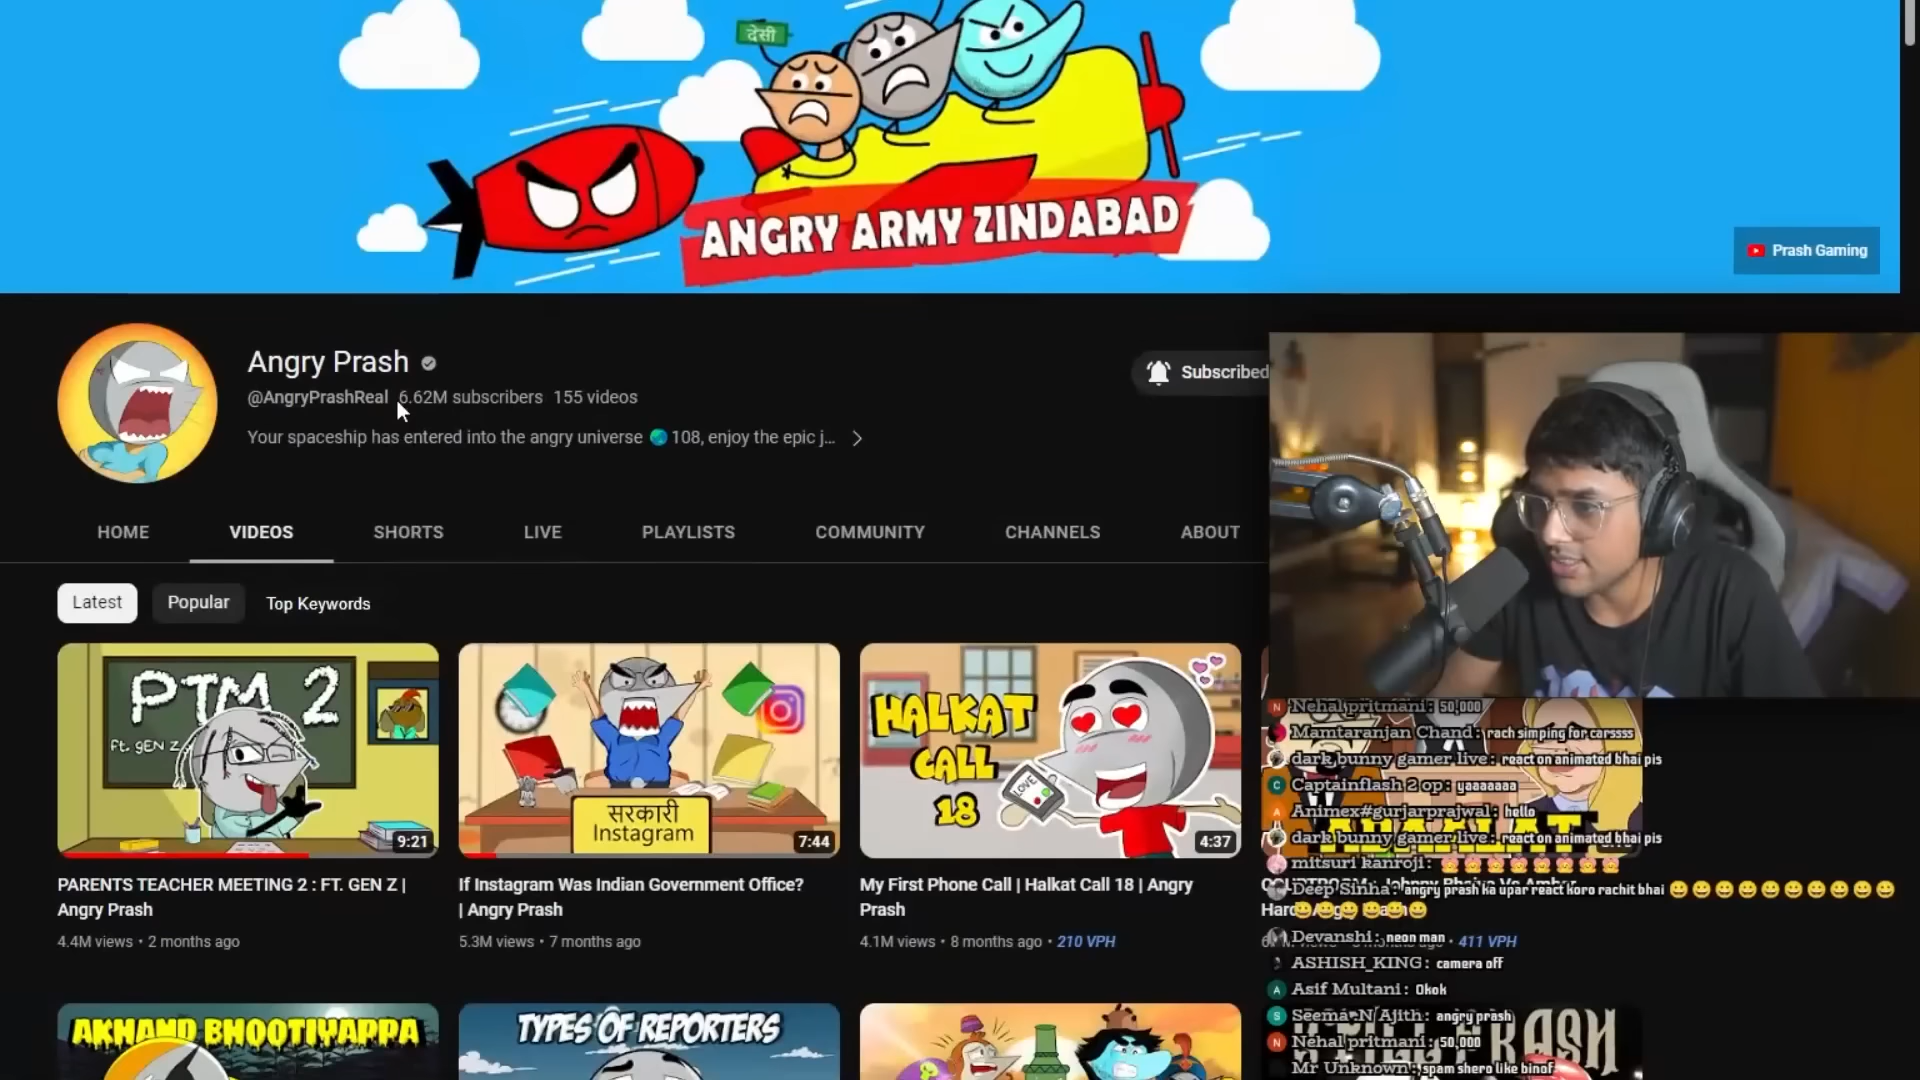 देसी
ANGRY ARMY ZINDABAD
Prash Gaming
Angry Prash
@AngryPrashReal 6.62M subscribers 155 videos
Your spaceship has entered into the angry universe 🌏 108, enjoy the epic j...
Subscribed
HOME VIDEOS SHORTS LIVE PLAYLISTS COMMUNITY CHANNELS ABOUT
Latest Popular Top Keywords
PTM 2
ft. GEN Z
9:21
सरकारी
Instagram
7:44
HALKAT
CALL
18
LOVE
4:37
PARENTS TEACHER MEETING 2 : FT. GEN Z |
Angry Prash
4.4M views • 2 months ago
If Instagram Was Indian Government Office?
| Angry Prash
5.3M views • 7 months ago
My First Phone Call | Halkat Call 18 | Angry
Prash
4.1M views • 8 months ago • 210 VPH
• 411 VPH
N Nehal pritmani: 50,000
Mamtaranjan Chand: rach simping for carssss
dark bunny gamer live: react on animated bhai pis
C Captainflash 2 op: yaaaaaaa
A Animex#gurjarprajwal: hello
dark bunny gamer live: react on animated bhai pis
mitsuri kanroji:
Deep Sinha: angry prash ka upar react koro rachit bhai 😀😀😀😀😀😀😀😀😀😀
😀😀😀😀😀😀
Devanshi: neon man
ASHISH_KING: camera off
A Asif Multani: Okok
S Seema-N Ajith: angry prash
N Nehal pritmani: 50,000
Mr Unknown: spam shero like binof
AKHAND BHOOTIYAPPA
TYPES OF REPORTERS